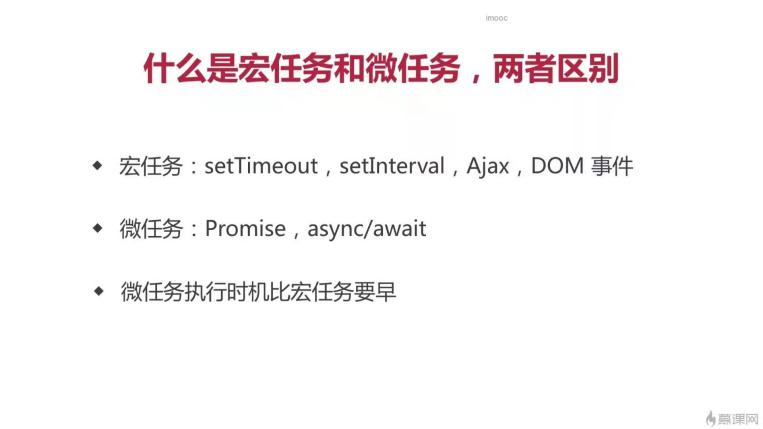 imooc
什么是宏任务和微任务，两者区别
宏任务：setTimeout，setInterval，Ajax，DOM 事件
微任务：Promise，async/await
微任务执行时机比宏任务要早
慕课网